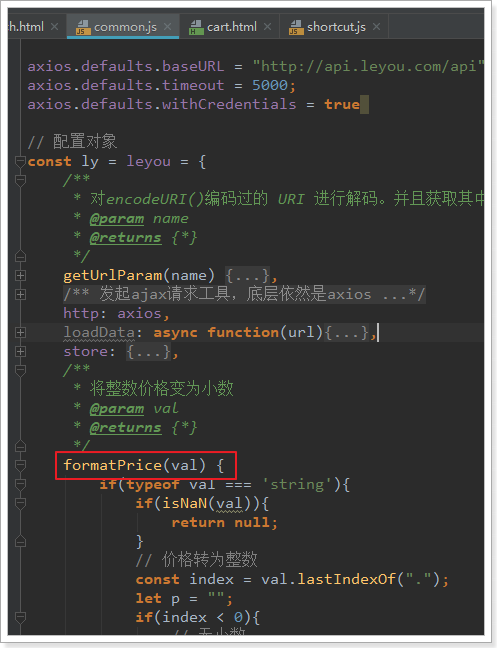 ch.html × common.js × cart.html × shortcut.js ×
axios.defaults.baseURL = "http://api.leyou.com/api"
axios.defaults.timeout = 5000;
axios.defaults.withCredentials = true
// 配置对象
const ly = leyou = {
/**
* 对encodeURI()编码过的 URI 进行解码。并且获取其中
* @param name
* @returns {*}
*/
getUrlParam(name) {...},
/** 发起ajax请求工具，底层依然是axios ...*/
http: axios,
loadData: async function(url){...},
store: {...},
/**
* 将整数价格变为小数
* @param val
* @returns {*}
*/
formatPrice(val) {
if(typeof val === 'string'){
if(isNaN(val)){
return null;
}
// 价格转为整数
const index = val.lastIndexOf(".");
let p = "";
if(index < 0){
// 无小数